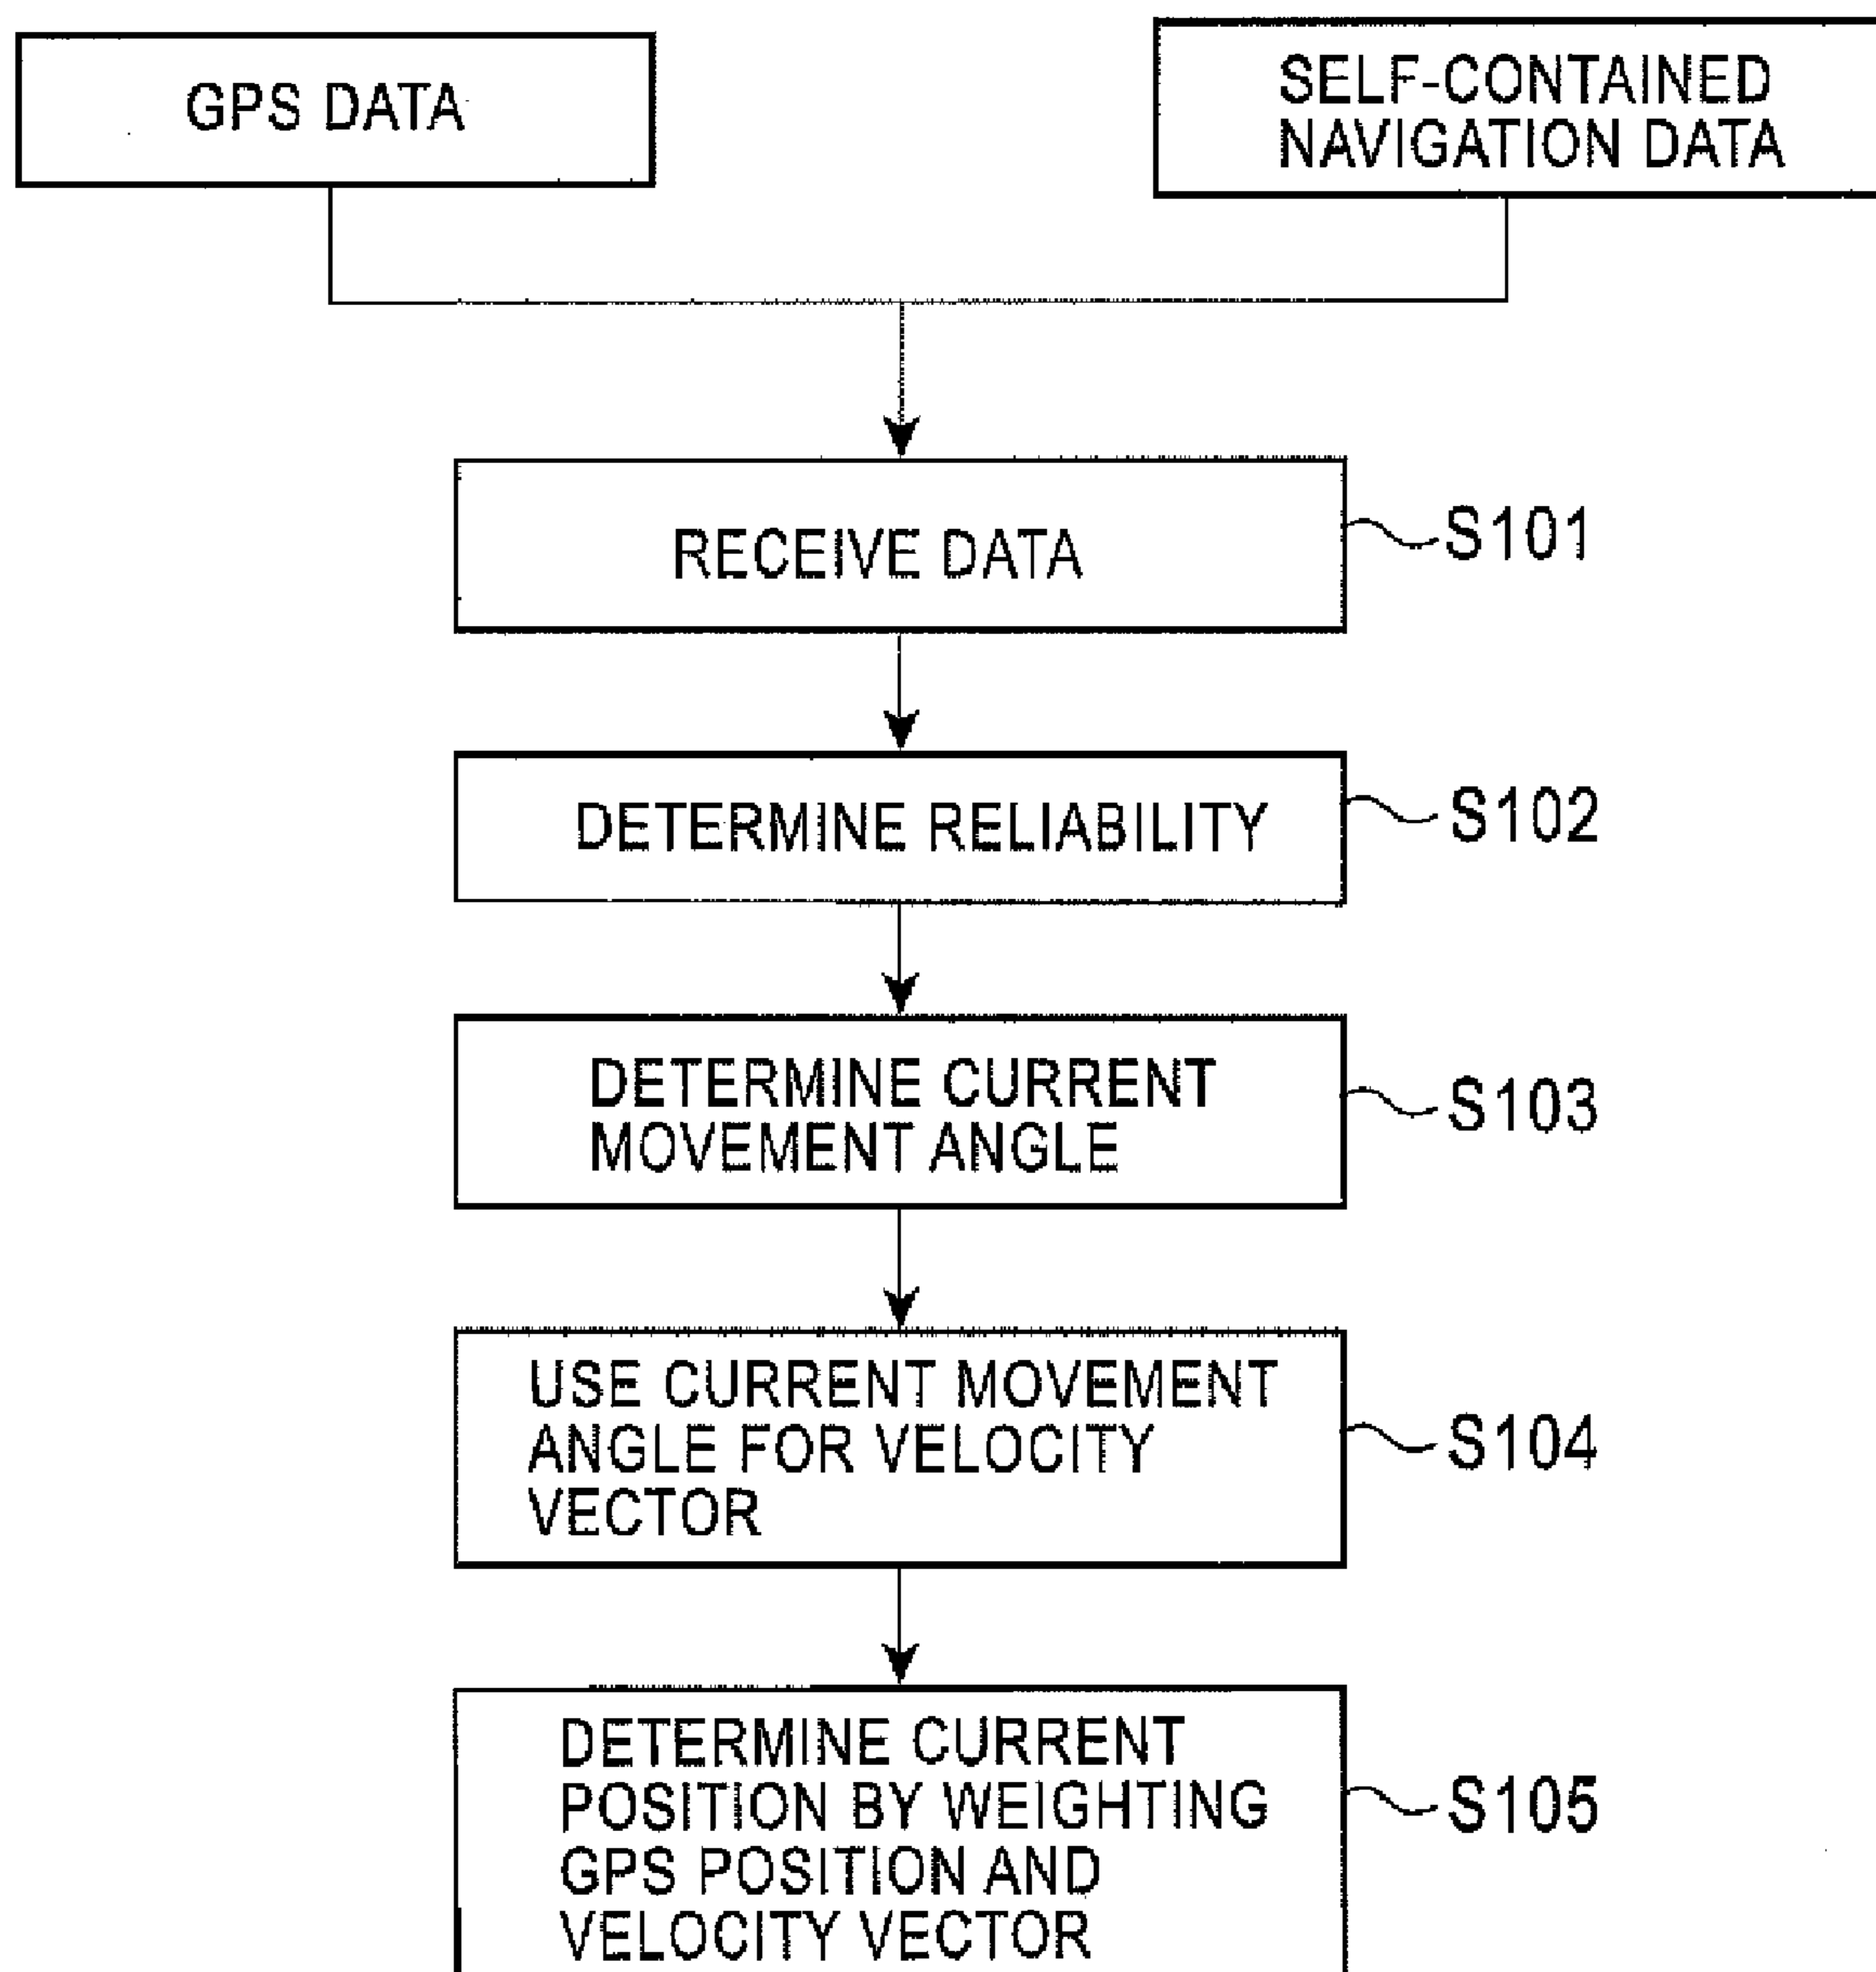 GPS DATA
SELF-CONTAINED
NAVIGATION DATA
RECEIVE DATA
S101
DETERMINE RELIABILITY
S102
DETERMINE CURRENT
MOVEMENT ANGLE
S103
USE CURRENT MOVEMENT
ANGLE FOR VELOCITY
VECTOR
S104
DETERMINE CURRENT
POSITION BY WEIGHTING
GPS POSITION AND
VELOCITY VECTOR
S105